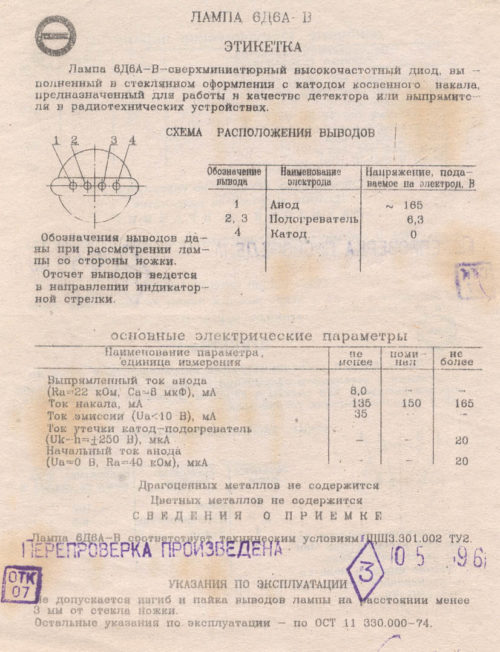 ЛАМПА 6Д6А-В
ЭТИКЕТКА
Лампа 6Д6А-В-сверхминиатюрный высокочастотный диод, вы -
полненный в стеклянном оформлении с катодом косвенного накала,
предназначенный для работы в качестве детектора или выпрямите-
ля в радиотехнических устройствах.
СХЕМА РАСПОЛОЖЕНИЯ ВЫВОДОВ
1 2 3 4
Обозначение вывода Наименование электрода Напряжение, пода-ваемое на электрод, В
1 Анод ~ 165
2, 3 Подогреватель 6,3
4 Катод 0
Обозначения выводов да-
ны при рассмотрении лам-
пы со стороны ножки.
Отсчет выводов ведется
в направлении индикатор-
ной стрелки.
ОСНОВНЫЕ ЭЛЕКТРИЧЕСКИЕ ПАРАМЕТРЫ
Наименование параметра, единица измерения не менее номи-нал не более
Выпрямленный ток анода
(Ra=22 кОм, Ca=8 мкФ), мА 8,0 - -
Ток накала, мА 135 150 165
Ток эмиссии (Ua<10 В), мА 35 - -
Ток утечки катод-подогреватель
(Uk-h=±250 В), мкА - - 20
Начальный ток анода
(Ua=0 В, Ra=40 кОм), мкА - - 20
Драгоценных металлов не содержится
Цветных металлов не содержится
СВЕДЕНИЯ О ПРИЕМКЕ
Лампа 6Д6А-В соответствует техническим условиям ЩЩ3.301.002 ТУ2.
ПЕРЕПРОВЕРКА ПРОИЗВЕДЕНА
3
10 5 96
ОТК
07
УКАЗАНИЯ ПО ЭКСПЛУАТАЦИИ
Не допускается изгиб и пайка выводов лампы на расстоянии менее
3 мм от стекла ножки.
Остальные указания по эксплуатации - по ОСТ 11 330.000-74.